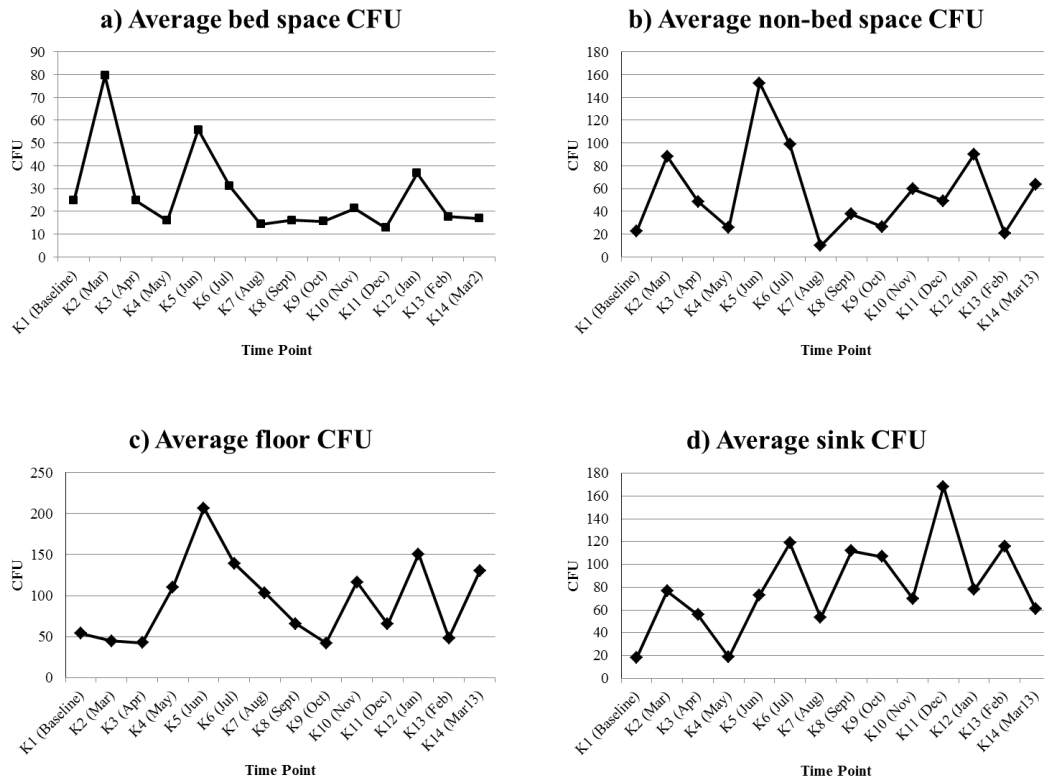 a) Average bed space CFU
90
80
70
60
50
40
30
20
10
0
CFU
K1 (Baseline)
K2 (Mar)
K3 (Apr)
K4 (May)
K5 (Jun)
K6 (Jul)
K7 (Aug)
K8 (Sept)
K9 (Oct)
K10 (Nov)
K11 (Dec)
K12 (Jan)
K13 (Feb)
K14 (Mar2)
Time Point
b) Average non-bed space CFU
180
160
140
120
100
80
60
40
20
0
CFU
K1 (Baseline)
K2 (Mar)
K3 (Apr)
K4 (May)
K5 (Jun)
K6 (Jul)
K7 (Aug)
K8 (Sept)
K9 (Oct)
K10 (Nov)
K11 (Dec)
K12 (Jan)
K13 (Feb)
K14 (Mar13)
Time Point
c) Average floor CFU
250
200
150
100
50
0
CFU
K1 (Baseline)
K2 (Mar)
K3 (Apr)
K4 (May)
K5 (Jun)
K6 (Jul)
K7 (Aug)
K8 (Sept)
K9 (Oct)
K10 (Nov)
K11 (Dec)
K12 (Jan)
K13 (Feb)
K14 (Mar13)
Time Point
d) Average sink CFU
180
160
140
120
100
80
60
40
20
0
CFU
K1 (Baseline)
K2 (Mar)
K3 (Apr)
K4 (May)
K5 (Jun)
K6 (Jul)
K7 (Aug)
K8 (Sept)
K9 (Oct)
K10 (Nov)
K11 (Dec)
K12 (Jan)
K13 (Feb)
K14 (Mar13)
Time Point